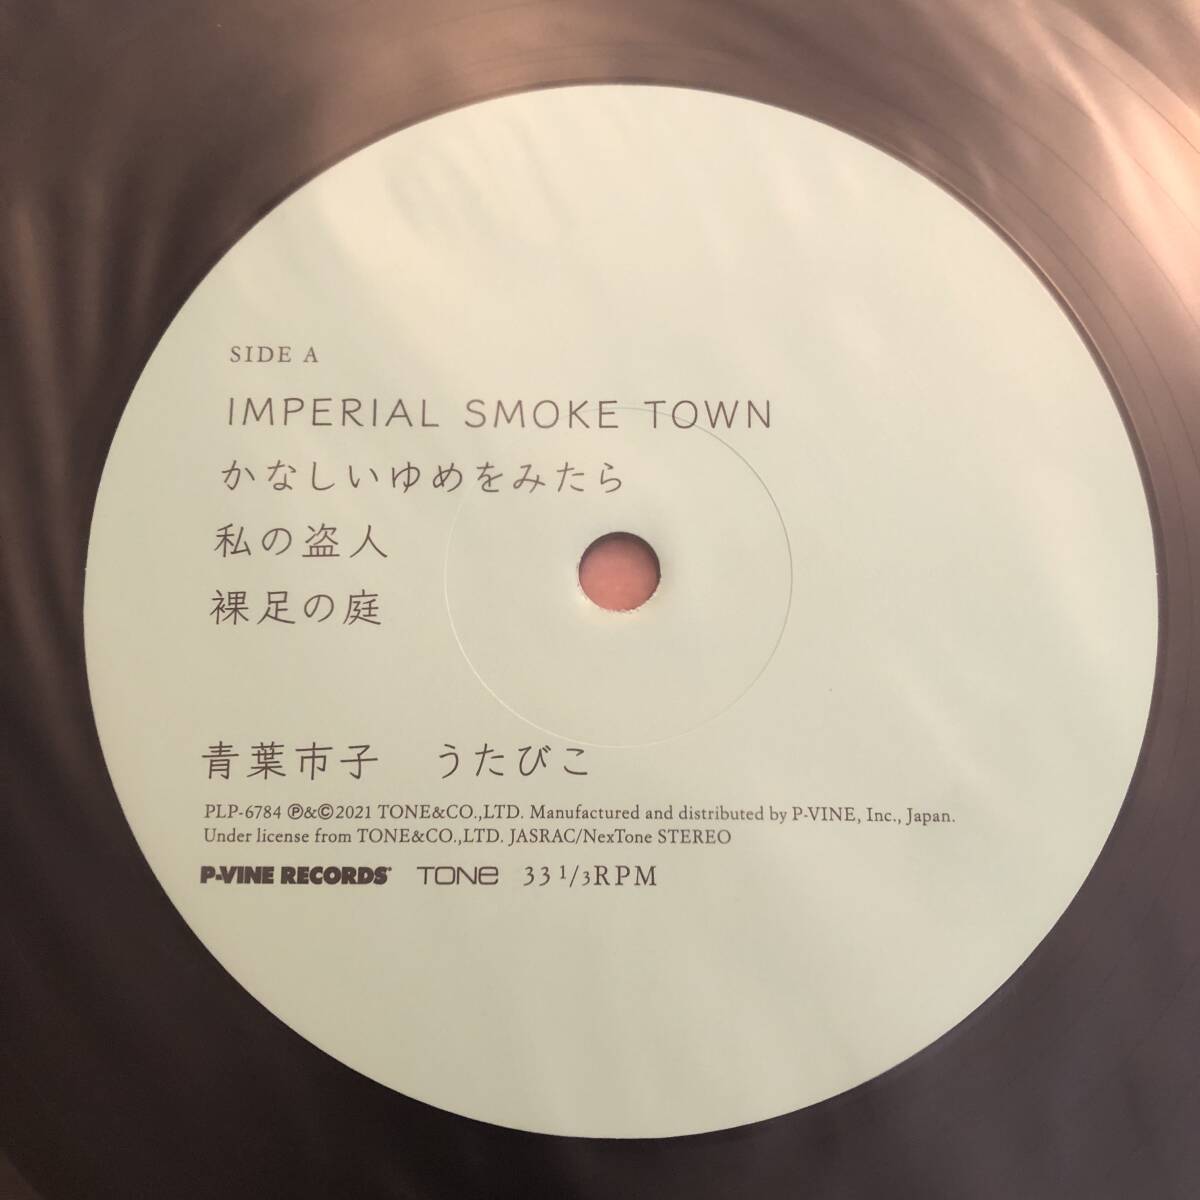 SIDE A
IMPERIAL SMOKE TOWN
かなしいゆめをみたら
私の盗人
裸足の庭
青葉市子　うたびこ
PLP-6784 ℗&©2021 TONE&CO.,LTD. Manufactured and distributed by P-VINE, Inc., Japan.
Under license from TONE&CO.,LTD. JASRAC/NexTone STEREO
P-VINE RECORDS TONE 33 1/3RPM